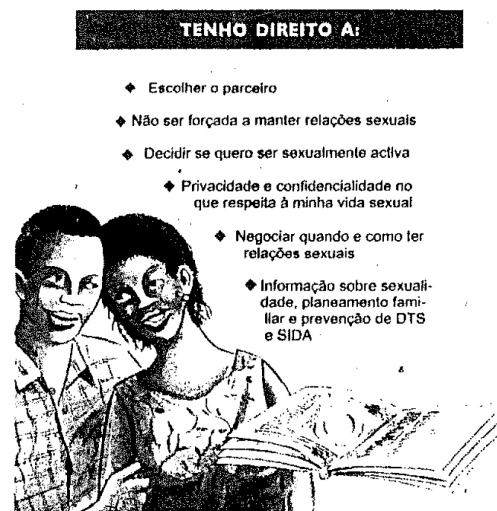 TENHO DIREITO A:
◆ Escolher o parceiro
◆ Não ser forçada a manter relações sexuais
◆ Decidir se quero ser sexualmente activa
◆ Privacidade e confidencialidade no
que respeita à minha vida sexual
◆ Negociar quando e como ter
relações sexuais
◆ Informação sobre sexuali-
dade, planeamento fami-
liar e prevenção de DTS
e SIDA